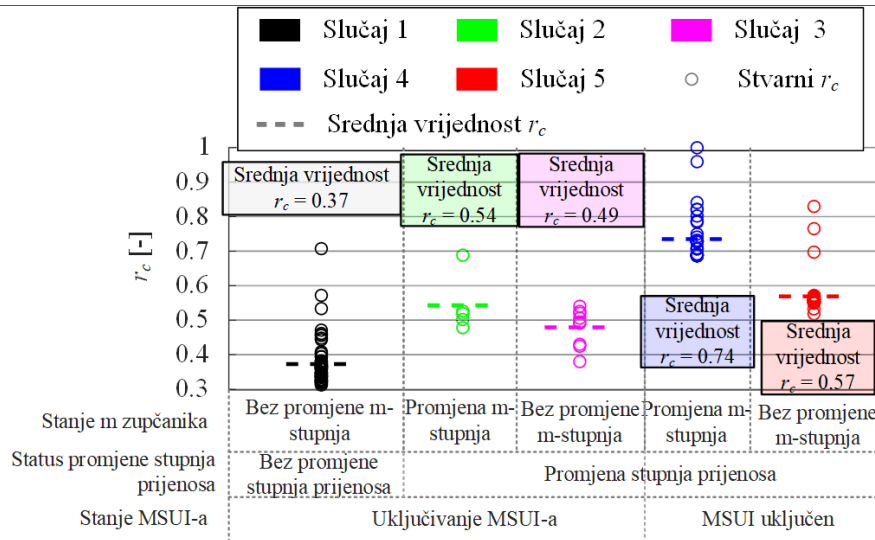 Slučaj 1
Slučaj 2
Slučaj 3
Slučaj 4
Slučaj 5
Stvarni r_c
Srednja vrijednost r_c
r_c [-]
1
0.9
0.8
0.7
0.6
0.5
0.4
0.3
Srednja vrijednost
r_c = 0.37
Srednja
vrijednost
r_c = 0.54
Srednja
vrijednost
r_c = 0.49
Srednja
vrijednost
r_c = 0.74
Srednja
vrijednost
r_c = 0.57
Stanje m zupčanika
Bez promjene m-
stupnja
Promjena m-
stupnja
Bez promjene
m-stupnja
Promjena m-
stupnja
Bez promjene
m-stupnja
Status promjene stupnja
prijenosa
Bez promjene
stupnja prijenosa
Promjena stupnja prijenosa
Stanje MSUI-a
Uključivanje MSUI-a
MSUI uključen